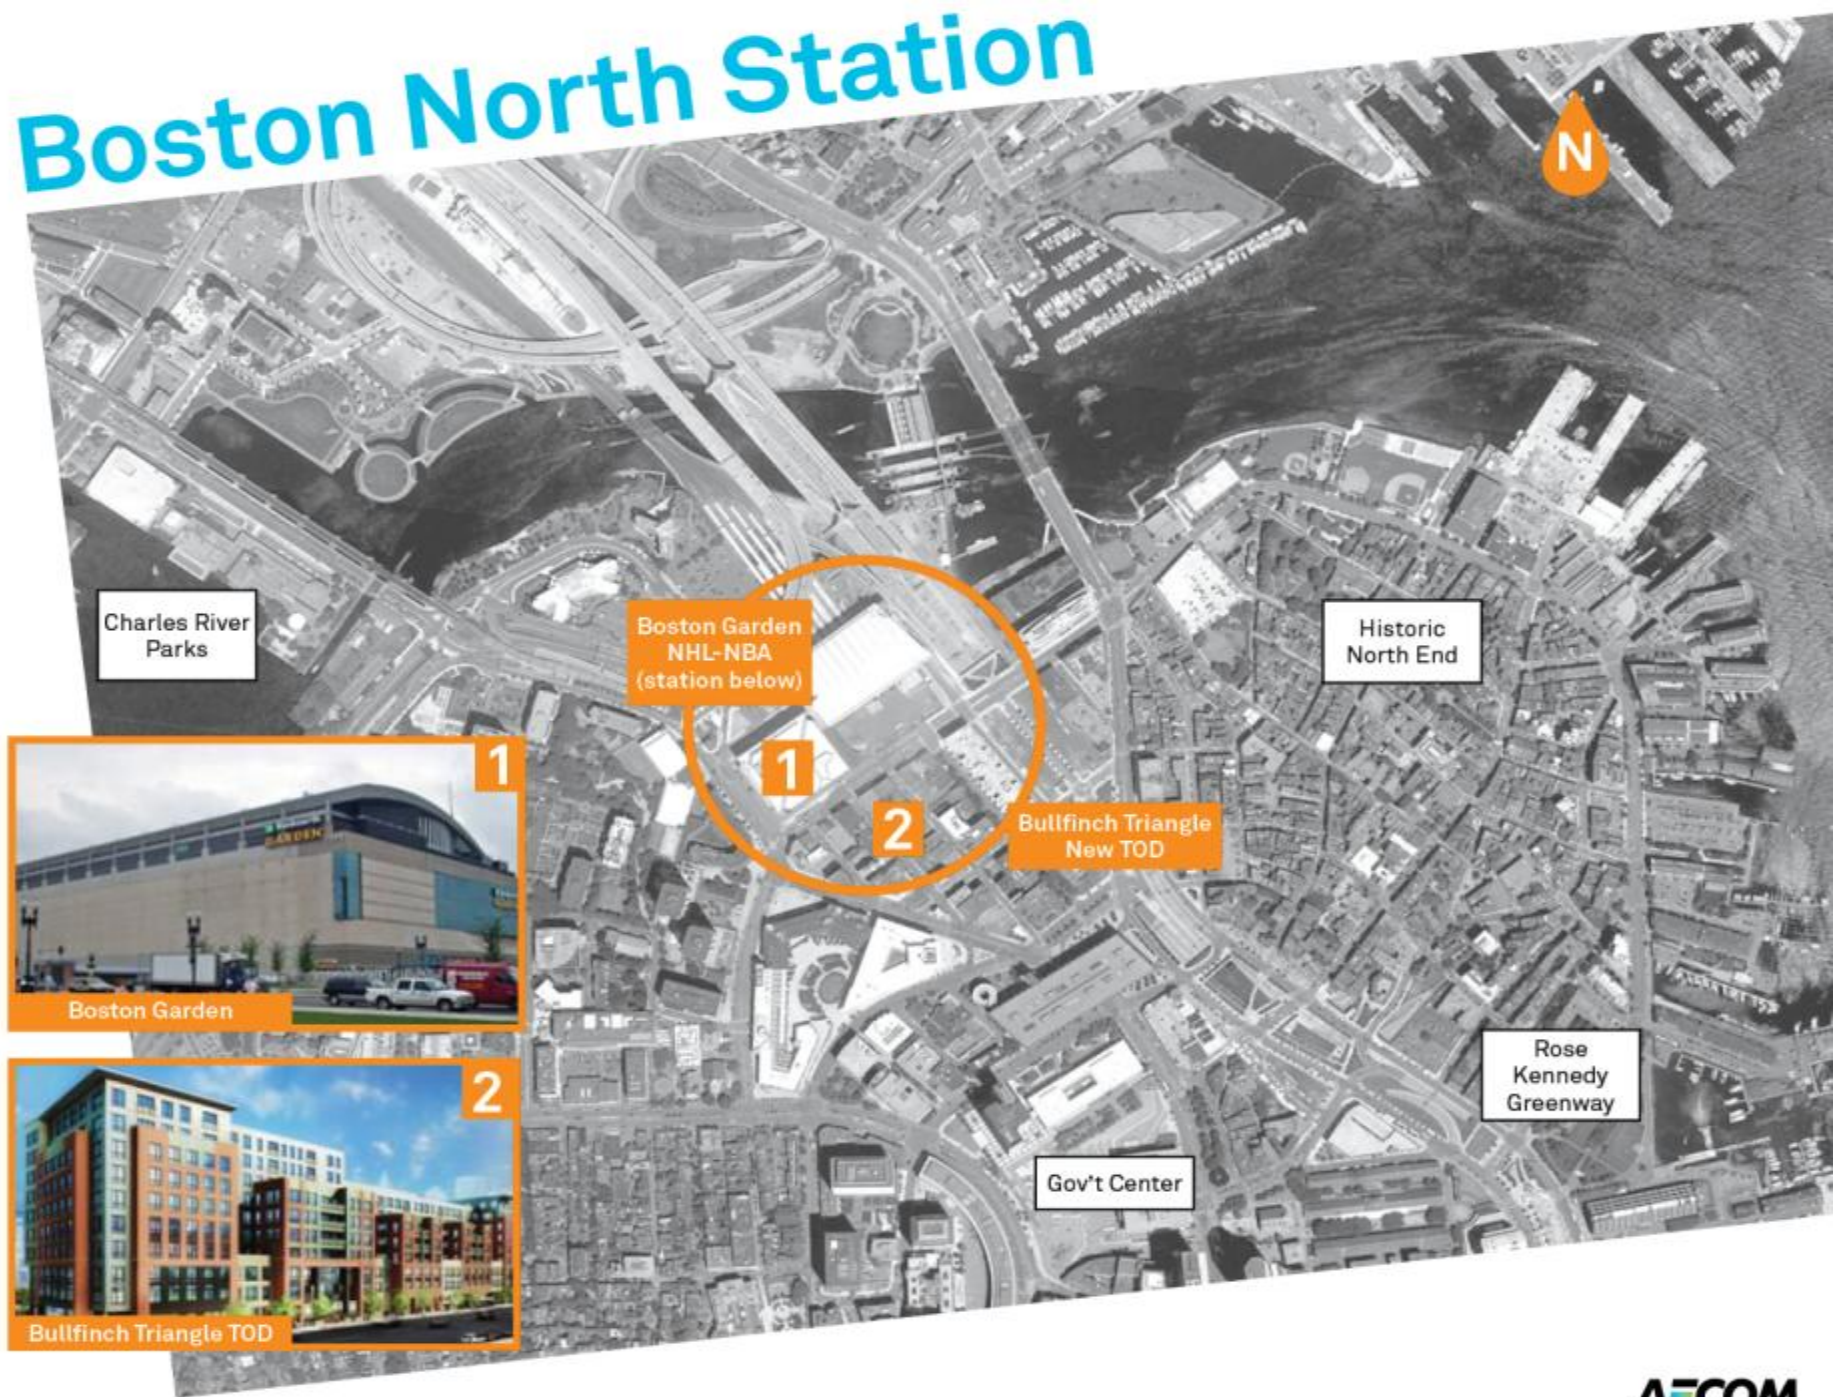 Boston North Station
N
Charles River
Parks
Boston Garden
NHL-NBA
(station below)
Historic
North End
1
2
Bullfinch Triangle
New TOD
1
GARDEN
Boston Garden
2
Bullfinch Triangle TOD
Rose
Kennedy
Greenway
Gov't Center
AECOM